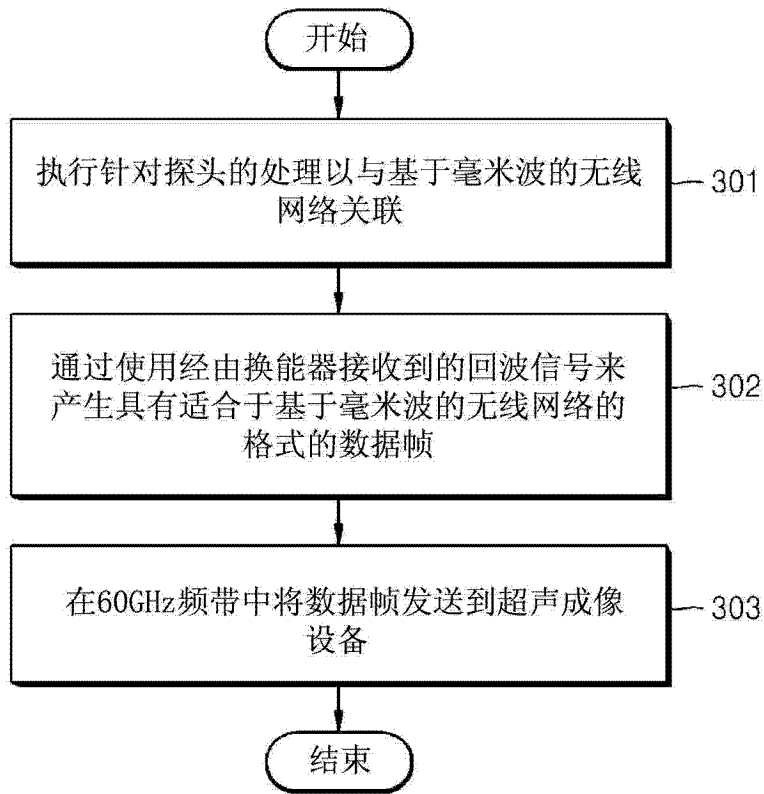 开始
执行针对探头的处理以与基于毫米波的无线
网络关联
301
通过使用经由换能器接收到的回波信号来
产生具有适合于基于毫米波的无线网络的
格式的数据帧
302
在60GHz频带中将数据帧发送到超声成像
设备
303
结束